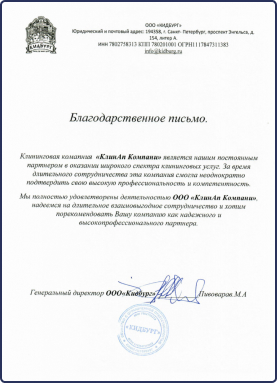 ООО «КИДБУРГ»
Юридический и почтовый адрес: 194358, Г. Санкт- Петербург, проспект Энгельса, д.
154, литер А.
инн 7802758313 КПП 780201001 ОГРН1117847311383
info@kidburg.ru
КИДБУРГ
Благодарственное письмо.
Клининговая компания «КлинАп Компани» является нашим постоянным
партнером в оказании широкого спектра клининговых услуг. За время
длительного сотрудничества эта компания смогла неоднократно
подтвердить свою высокую профессиональность и компетентность.
Мы полностью удовлетворены деятельностью ООО «КлинАп Компани»,
надеемся на длительное взаимовыгодное сотрудничество и хотим
порекомендовать Вашу компанию как надежного и
высокопрофессионального партнера.
Генеральный директор ООО«Кидбург» Пивоваров.М.А
«КИДБУРГ»